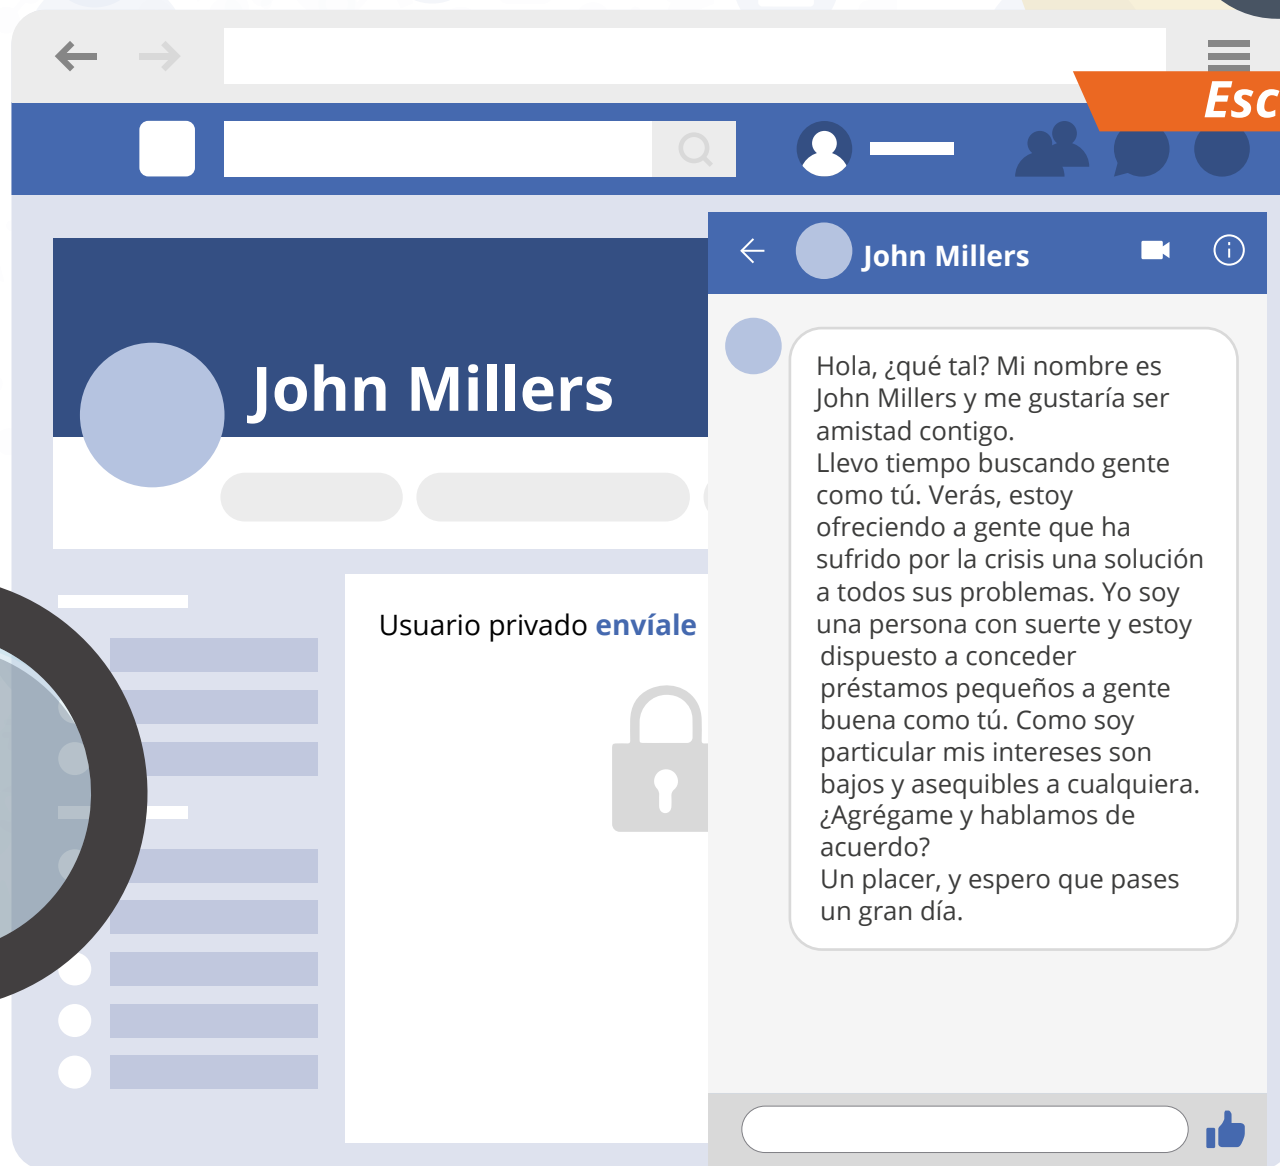 Esc
John Millers
John Millers
Usuario privado envíale
Hola, ¿qué tal? Mi nombre es
John Millers y me gustaría ser
amistad contigo.
Llevo tiempo buscando gente
como tú. Verás, estoy
ofreciendo a gente que ha
sufrido por la crisis una solución
a todos sus problemas. Yo soy
una persona con suerte y estoy
dispuesto a conceder
préstamos pequeños a gente
buena como tú. Como soy
particular mis intereses son
bajos y asequibles a cualquiera.
¿Agrégame y hablamos de
acuerdo?
Un placer, y espero que pases
un gran día.